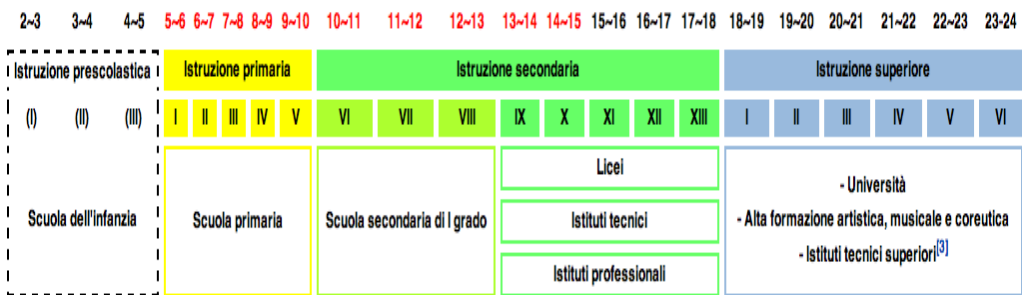 2~3 3~4 4~5 5~6 6~7 7~8 8~9 9~10 10~11 11~12 12~13 13~14 14~15 15~16 16~17 17~18 18~19 19~20 20~21 21~22 22~23 23-24
Istruzione prescolastica Istruzione primaria Istruzione secondaria Istruzione superiore
(I) (II) (III) I II III IV V VI VII VIII IX X XI XII XIII I II III IV V VI
Scuola dell'infanzia
Scuola primaria
Scuola secondaria di I grado
Licei
Istituti tecnici
Istituti professionali
- Università
- Alta formazione artistica, musicale e coreutica
- Istituti tecnici superiori[3]